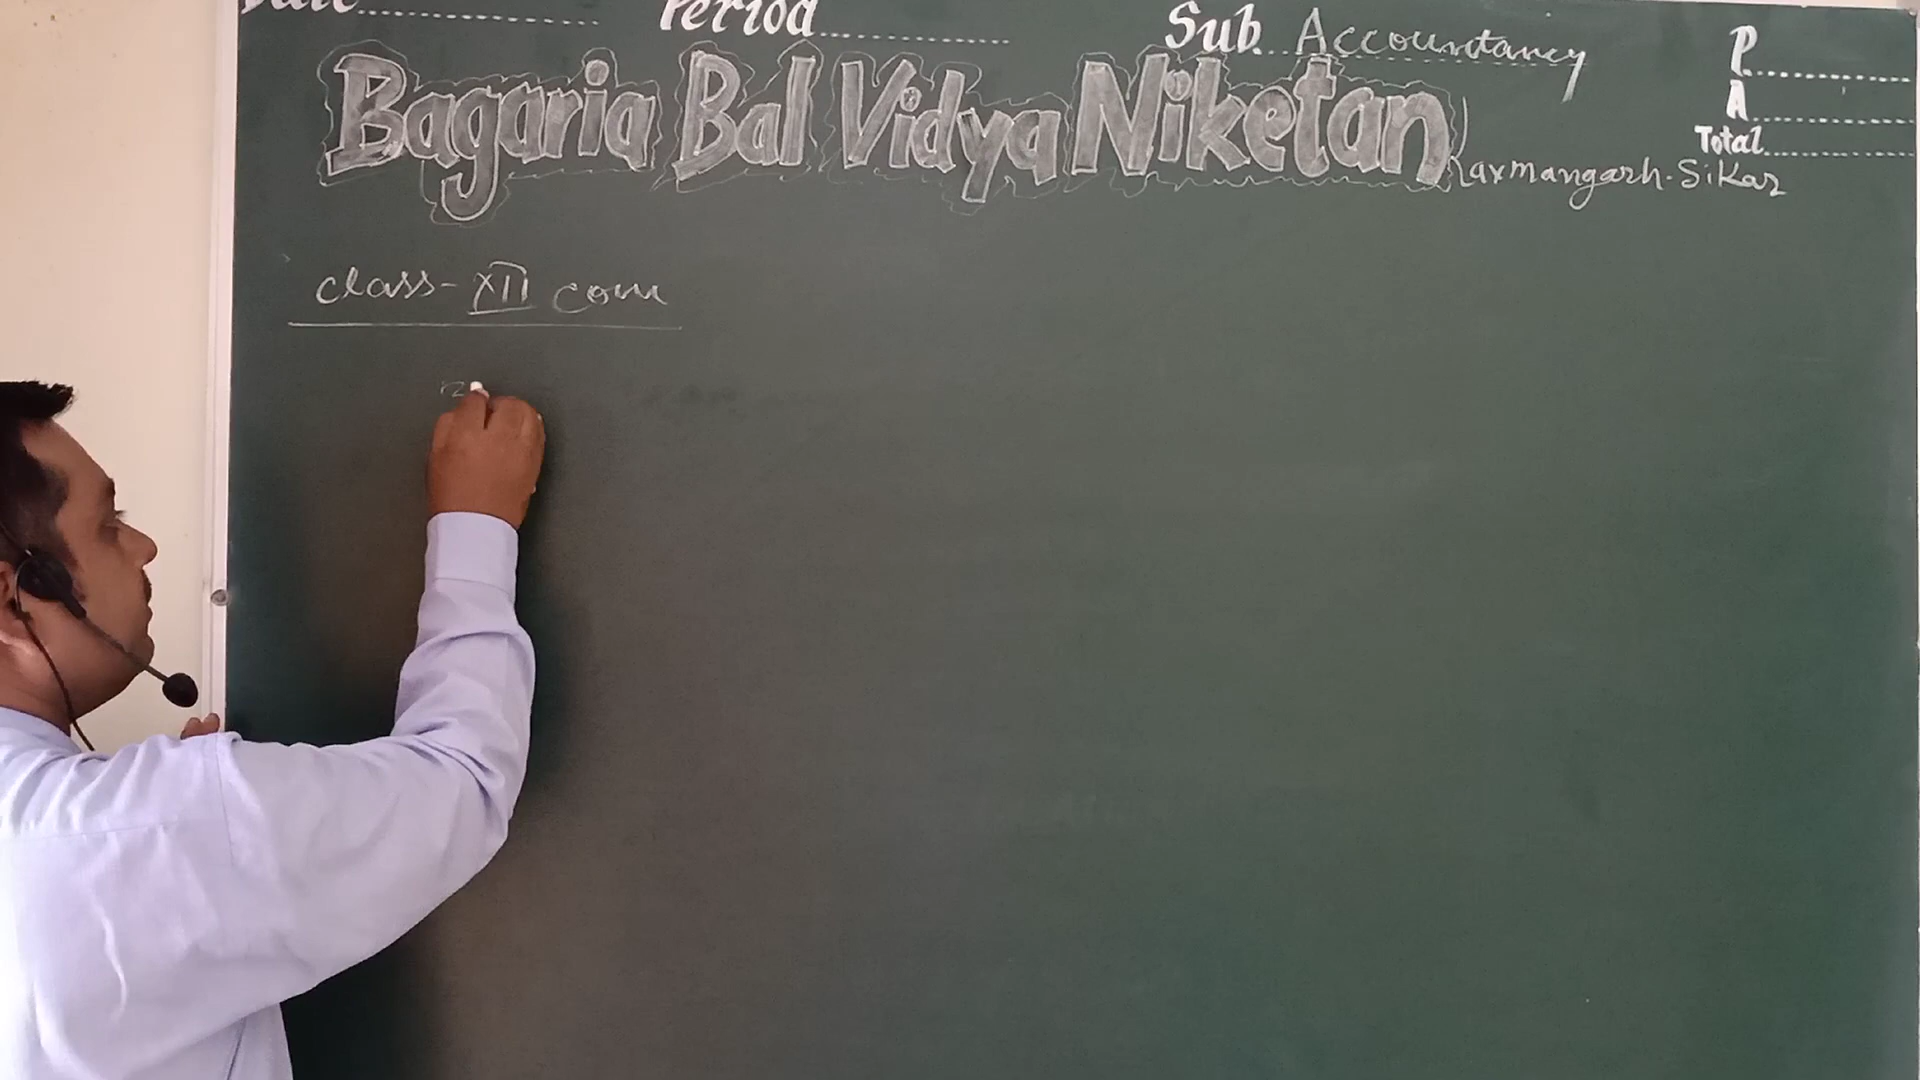 Period.............. Sub... Accountancy
P..............
A..............
Total..............
Bagaria Bal Vidya Niketan
Laxmangarh-Sikar
class-XII com